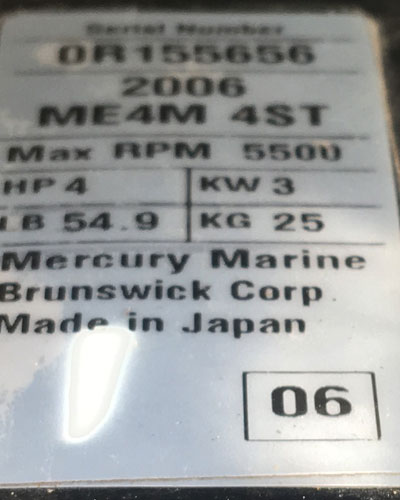 Serial Number
0R155656
2006
ME4M 4ST
Max RPM 5500
HP 4 KW 3
LB 54.9 KG 25
Mercury Marine
Brunswick Corp.
Made in Japan
06